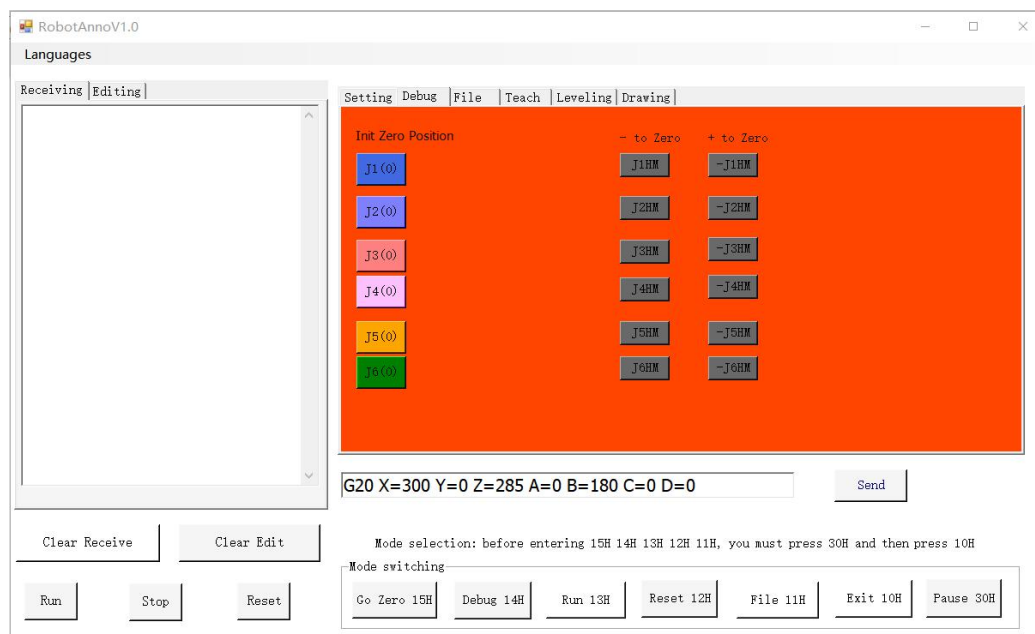 RobotAnnoV1.0
Languages
Receiving Editing
Setting Debug File Teach Leveling Drawing
Init Zero Position - to Zero + to Zero
J1(0) J1HM -J1HM
J2(0) J2HM -J2HM
J3(0) J3HM -J3HM
J4(0) J4HM -J4HM
J5(0) J5HM -J5HM
J6(0) J6HM -J6HM
G20 X=300 Y=0 Z=285 A=0 B=180 C=0 D=0 Send
Clear Receive Clear Edit
Mode selection: before entering 15H 14H 13H 12H 11H, you must press 30H and then press 10H
Mode switching
Run Stop Reset
Go Zero 15H Debug 14H Run 13H Reset 12H File 11H Exit 10H Pause 30H